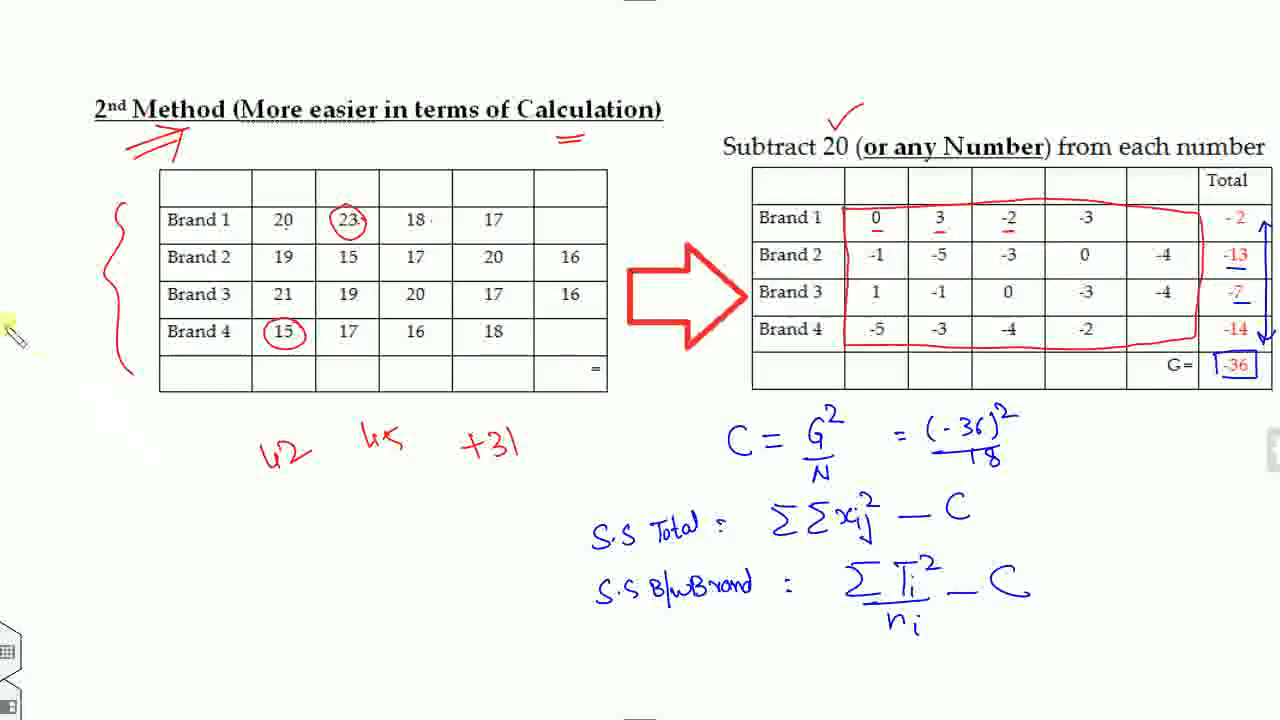 2nd Method (More easier in terms of Calculation)
Subtract 20 (or any Number) from each number
Brand 1 20 23 18 17
Brand 2 19 15 17 20 16
Brand 3 21 19 20 17 16
Brand 4 15 17 16 18
=
42 45 +31
Total
Brand 1 0 3 -2 -3 -2
Brand 2 -1 -5 -3 0 -4 -13
Brand 3 1 -1 0 -3 -4 -7
Brand 4 -5 -3 -4 -2 -14
G= -36
C = G²/N = (-36)²/18
S.S Total = ΣΣxij² - C
S.S B/w Brand = ΣTi²/ni - C